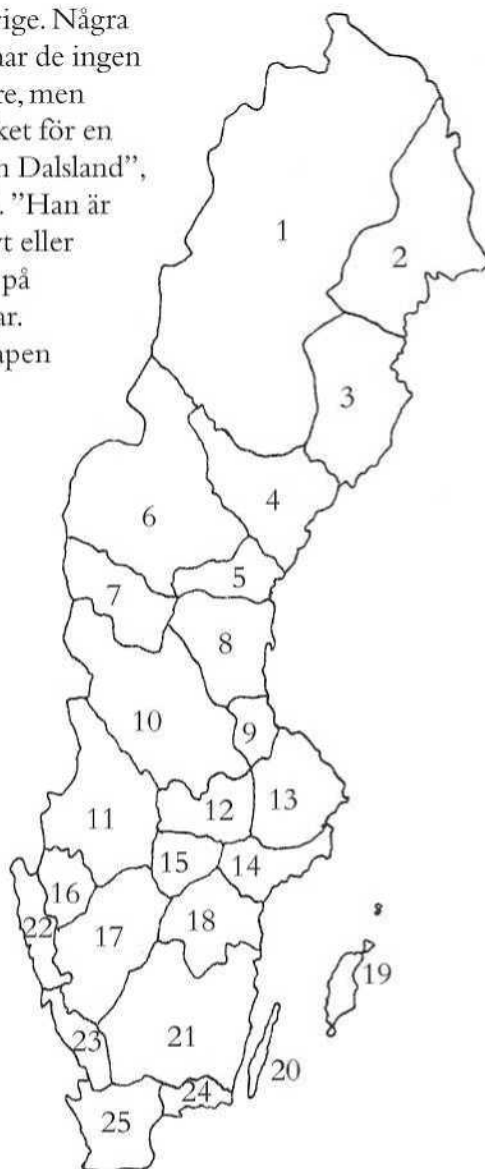 rige. Några
har de ingen
re, men
ket för en
n Dalsland”,
. ”Han är
t eller
på
ar.
apen
1
2
3
4
5
6
7
8
9
10
11
12
13
14
15
16
17
18
19
20
21
22
23
24
25